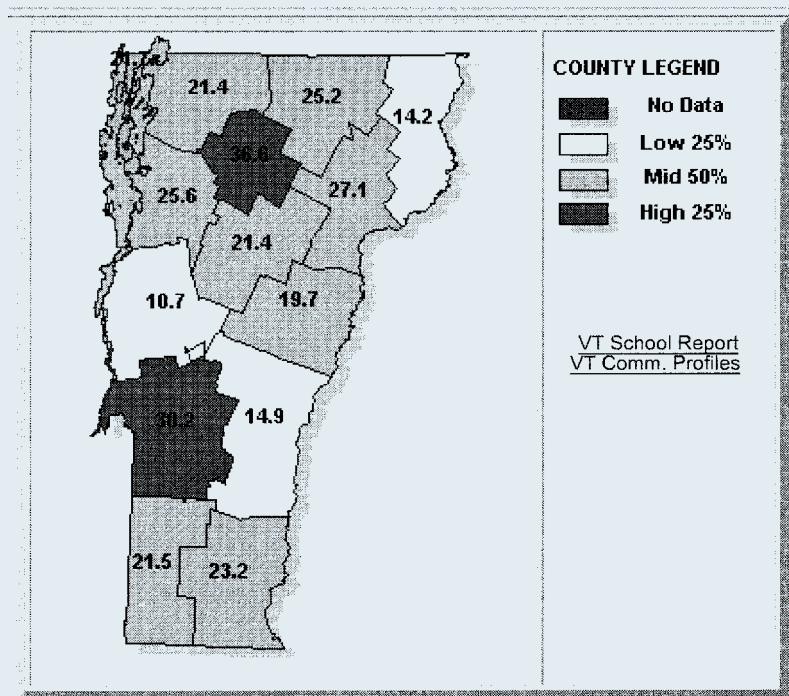 21.4
25.2
14.2
36.6
27.1
25.6
21.4
10.7
19.7
30.2
14.9
21.5
23.2
COUNTY LEGEND
No Data
Low 25%
Mid 50%
High 25%
VT School Report
VT Comm. Profiles